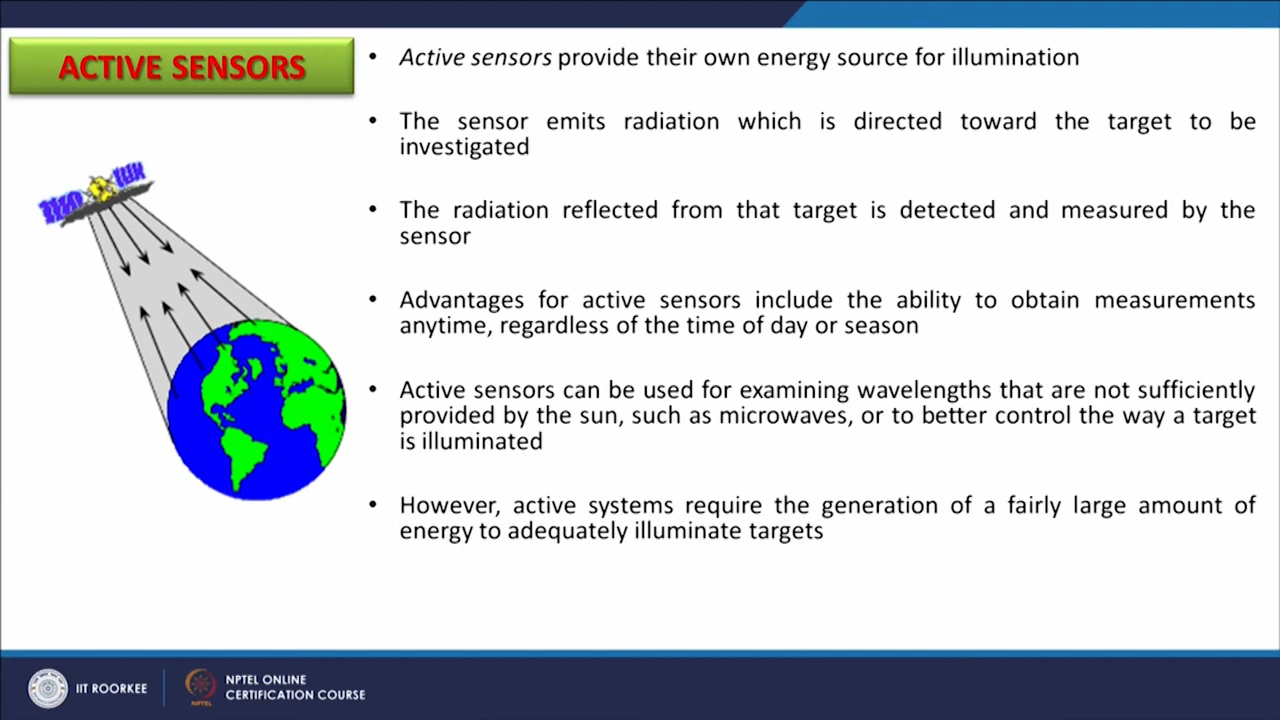 ACTIVE SENSORS
• Active sensors provide their own energy source for illumination
• The sensor emits radiation which is directed toward the target to be
investigated
• The radiation reflected from that target is detected and measured by the
sensor
• Advantages for active sensors include the ability to obtain measurements
anytime, regardless of the time of day or season
• Active sensors can be used for examining wavelengths that are not sufficiently
provided by the sun, such as microwaves, or to better control the way a target
is illuminated
• However, active systems require the generation of a fairly large amount of
energy to adequately illuminate targets
IIT ROORKEE
NPTEL
NPTEL ONLINE
CERTIFICATION COURSE